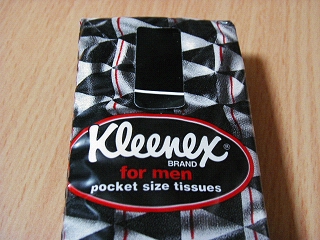 Kleenex®
BRAND
for men
pocket size tissues